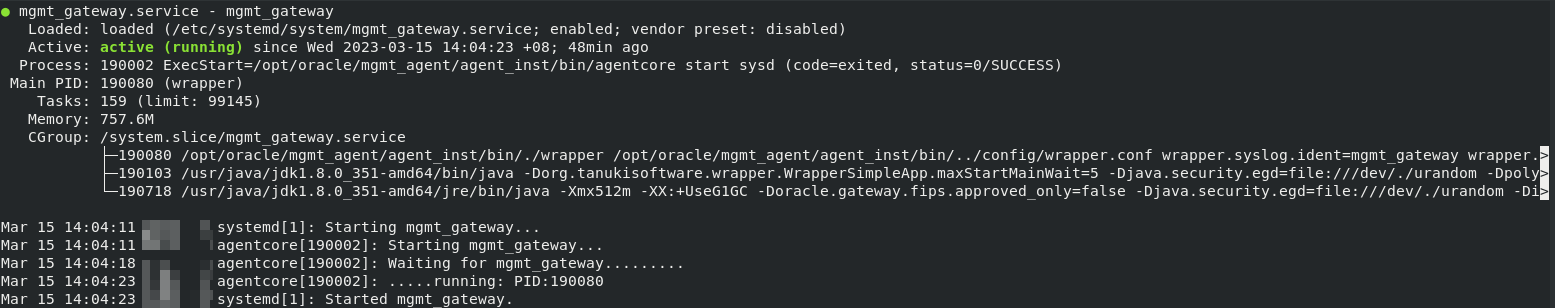 ● mgmt_gateway.service - mgmt_gateway
   Loaded: loaded (/etc/systemd/system/mgmt_gateway.service; enabled; vendor preset: disabled)
   Active: active (running) since Wed 2023-03-15 14:04:23 +08; 48min ago
  Process: 190002 ExecStart=/opt/oracle/mgmt_agent/agent_inst/bin/agentcore start sysd (code=exited, status=0/SUCCESS)
 Main PID: 190080 (wrapper)
    Tasks: 159 (limit: 99145)
   Memory: 757.6M
   CGroup: /system.slice/mgmt_gateway.service
           ├─190080 /opt/oracle/mgmt_agent/agent_inst/bin/./wrapper /opt/oracle/mgmt_agent/agent_inst/bin/../config/wrapper.conf wrapper.syslog.ident=mgmt_gateway wrapper.>
           ├─190103 /usr/java/jdk1.8.0_351-amd64/bin/java -Dorg.tanukisoftware.wrapper.WrapperSimpleApp.maxStartMainWait=5 -Djava.security.egd=file:///dev/./urandom -Dpoly>
           └─190718 /usr/java/jdk1.8.0_351-amd64/jre/bin/java -Xmx512m -XX:+UseG1GC -Doracle.gateway.fips.approved_only=false -Djava.security.egd=file:///dev/./urandom -Di>

Mar 15 14:04:11 systemd[1]: Starting mgmt_gateway...
Mar 15 14:04:11 agentcore[190002]: Starting mgmt_gateway...
Mar 15 14:04:18 agentcore[190002]: Waiting for mgmt_gateway.........
Mar 15 14:04:23 agentcore[190002]: .....running: PID:190080
Mar 15 14:04:23 systemd[1]: Started mgmt_gateway.